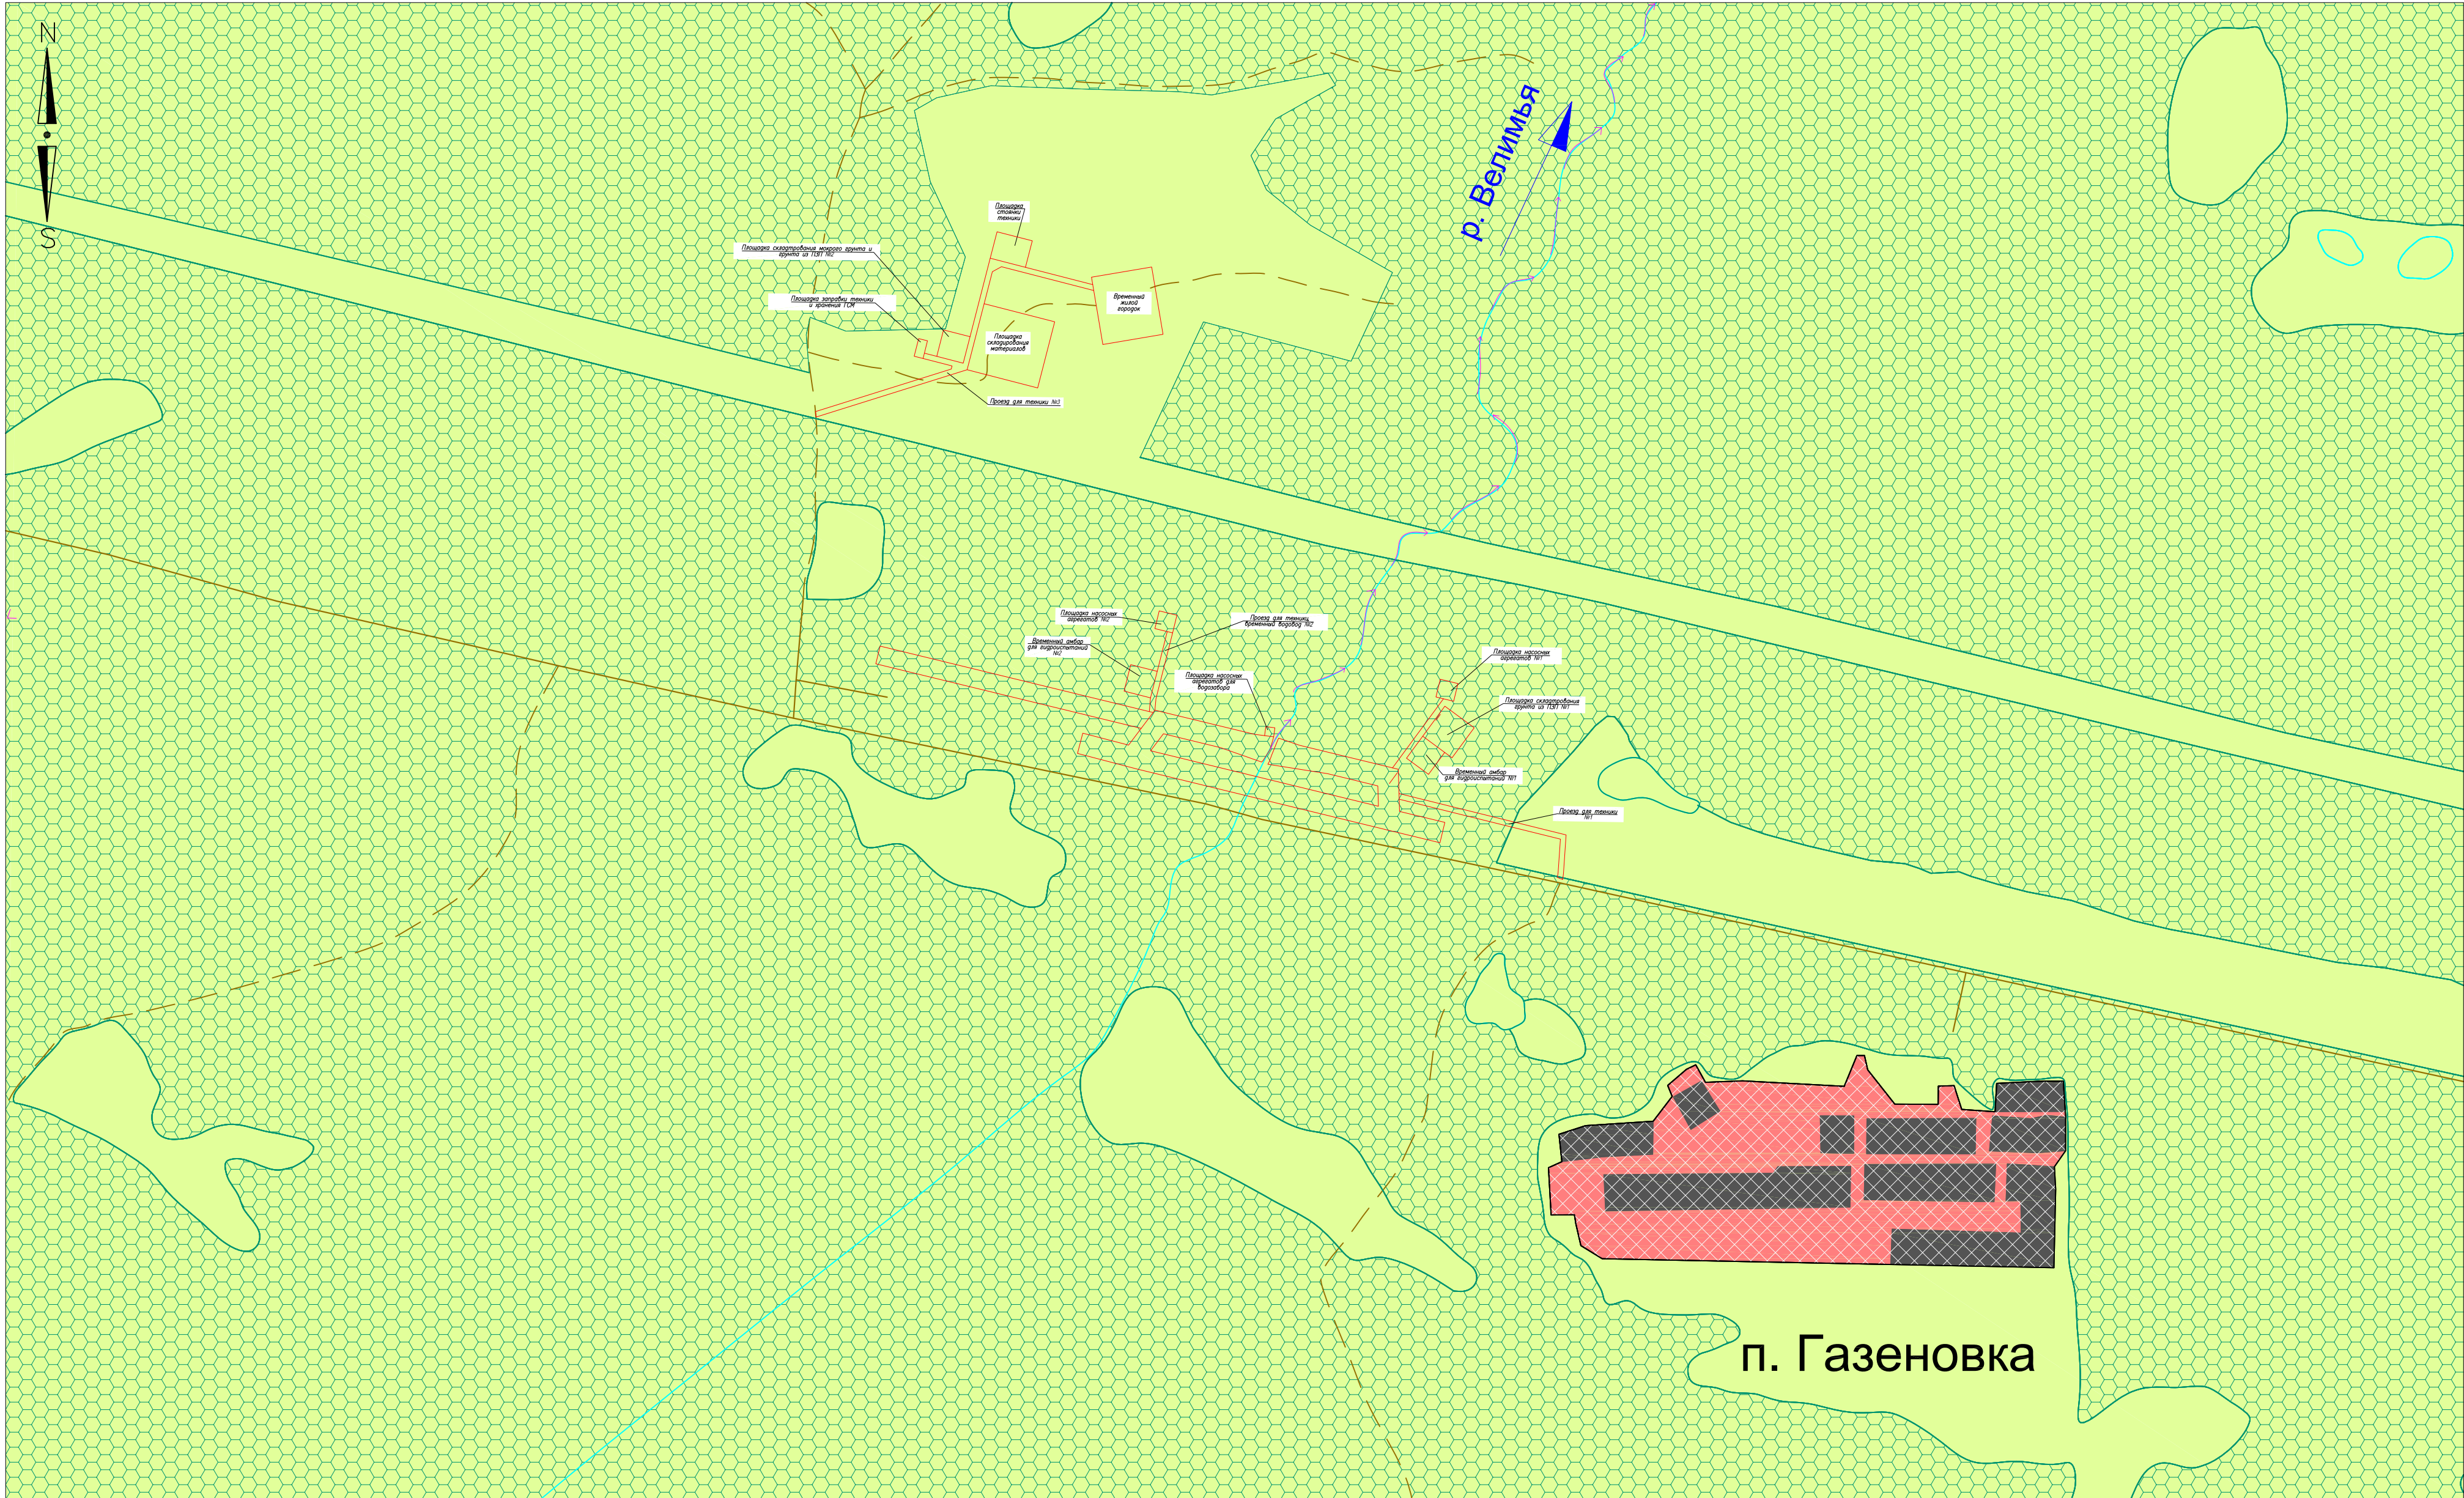 N
S
р. Велимья
Площадка
стоянки
техники
Площадка складтрования мокрого грунта и
грунта из ПЗП №2
Площадка заправки техники
и хранения ГСМ
Временный
жилой
городок
Площадка
складирования
материалов
Проезд для техники №3
Площадка насосных
агрегатов №2
Проезд для техники,
временный водовод №2
Временный амбар
для гидроиспытаний
№2
Площадка насосных
агрегатов для
водозабора
Площадка насосных
агрегатов №1
Площадка складтрования
грунта из ПЗП №1
Временный амбар
для гидроиспытаний №1
Проезд для техники
№1
п. Газеновка